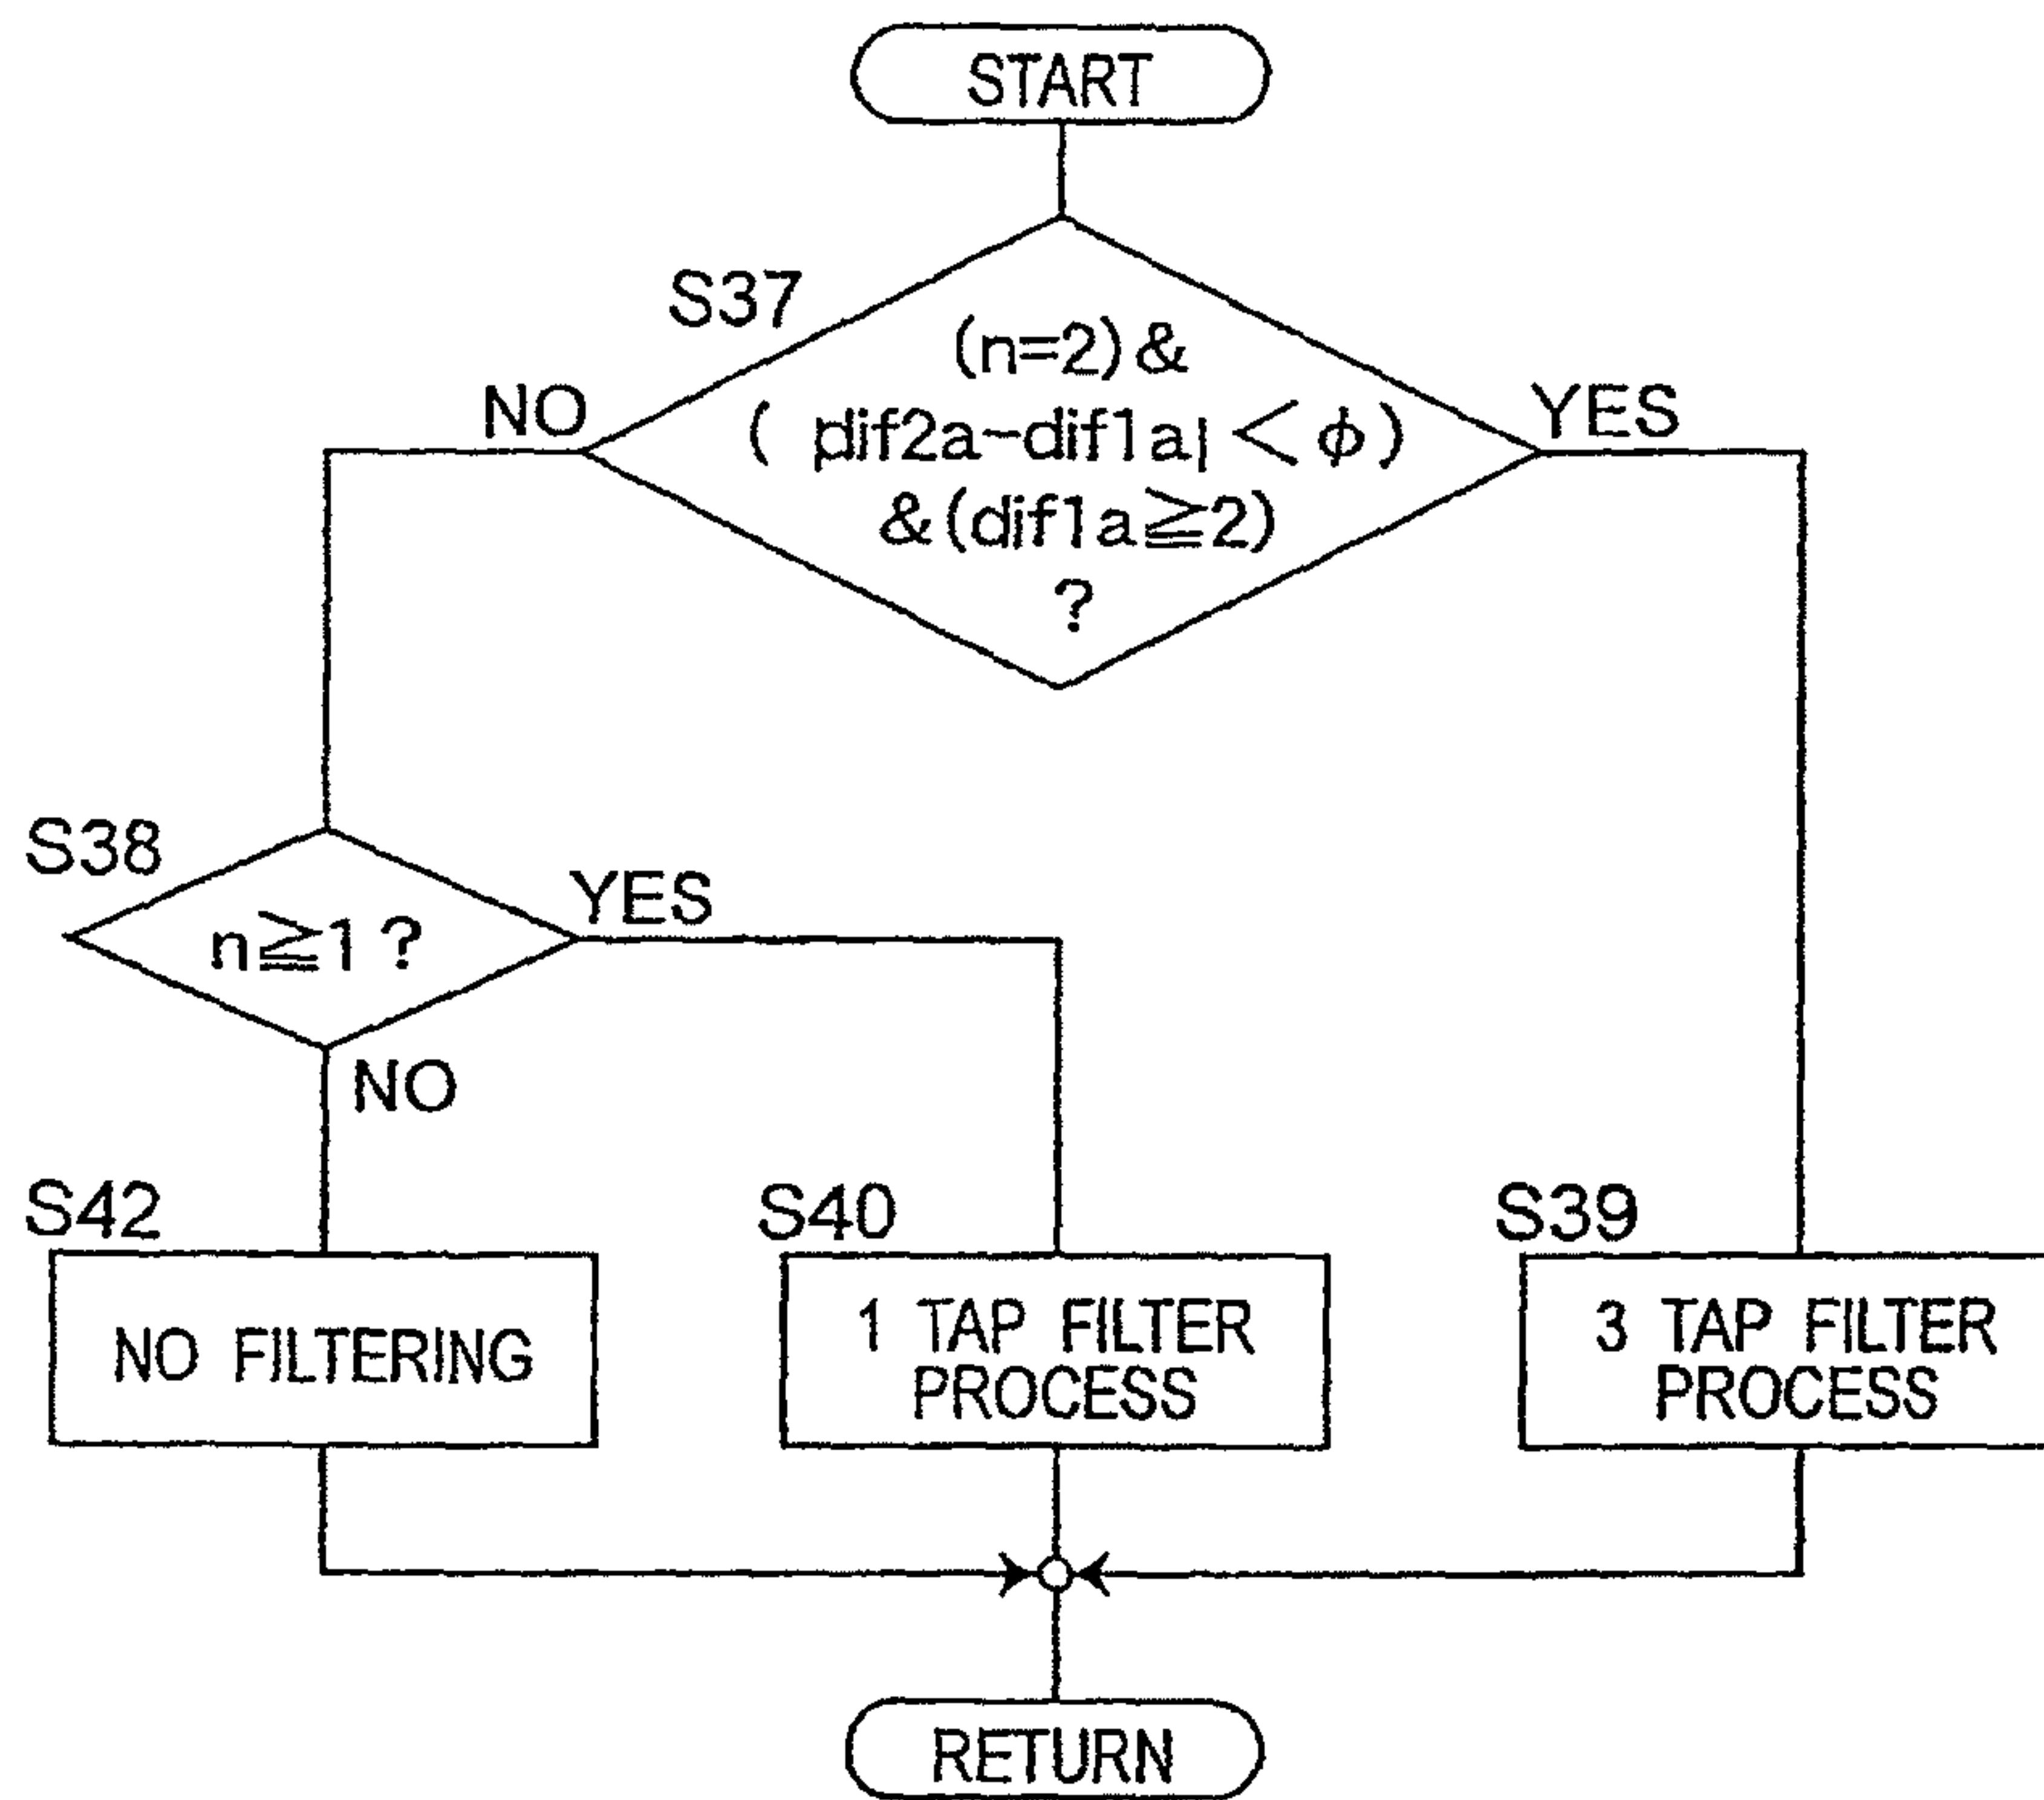 START
S37
(n=2)&
( |dif2a-dif1a| < φ)
&(dif1a≧2)
?
NO
YES
S38
n≧1?
YES
NO
S42
NO FILTERING
S40
1 TAP FILTER
PROCESS
S39
3 TAP FILTER
PROCESS
RETURN